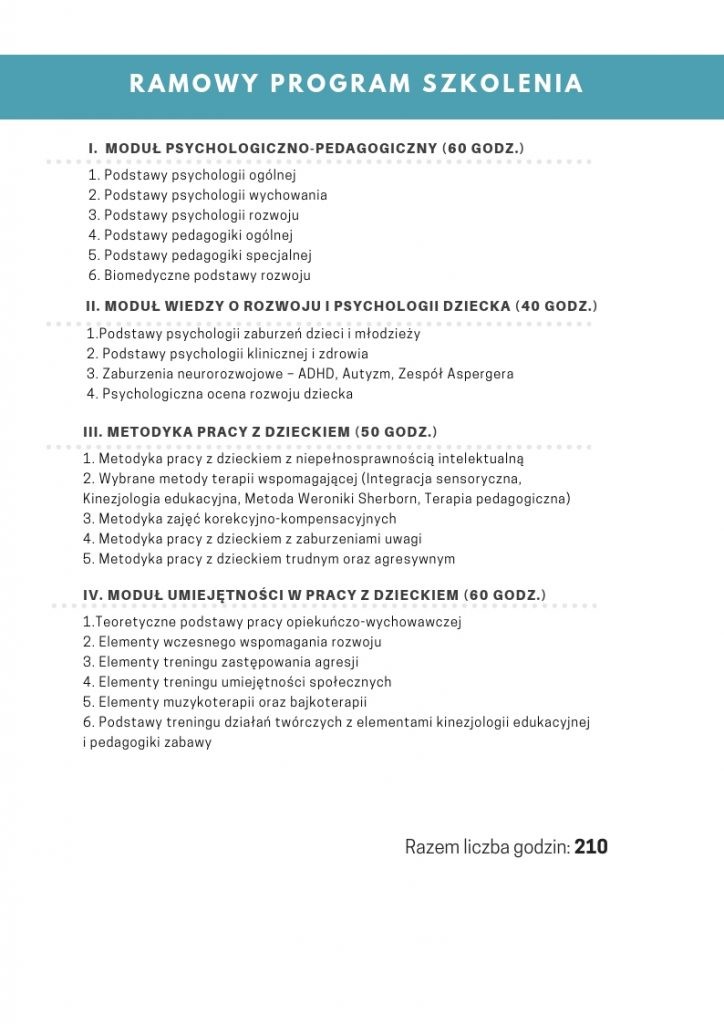 RAMOWY PROGRAM SZKOLENIA
I. MODUŁ PSYCHOLOGICZNO-PEDAGOGICZNY (60 GODZ.)
1. Podstawy psychologii ogólnej
2. Podstawy psychologii wychowania
3. Podstawy psychologii rozwoju
4. Podstawy pedagogiki ogólnej
5. Podstawy pedagogiki specjalnej
6. Biomedyczne podstawy rozwoju
II. MODUŁ WIEDZY O ROZWOJU I PSYCHOLOGII DZIECKA (40 GODZ.)
1.Podstawy psychologii zaburzeń dzieci i młodzieży
2. Podstawy psychologii klinicznej i zdrowia
3. Zaburzenia neurorozwojowe – ADHD, Autyzm, Zespół Aspergera
4. Psychologiczna ocena rozwoju dziecka
III. METODYKA PRACY Z DZIECKIEM (50 GODZ.)
1. Metodyka pracy z dzieckiem z niepełnosprawnością intelektualną
2. Wybrane metody terapii wspomagającej (Integracja sensoryczna,
Kinezjologia edukacyjna, Metoda Weroniki Sherborn, Terapia pedagogiczna)
3. Metodyka zajęć korekcyjno-kompensacyjnych
4. Metodyka pracy z dzieckiem z zaburzeniami uwagi
5. Metodyka pracy z dzieckiem trudnym oraz agresywnym
IV. MODUŁ UMIEJĘTNOŚCI W PRACY Z DZIECKIEM (60 GODZ.)
1.Teoretyczne podstawy pracy opiekuńczo-wychowawczej
2. Elementy wczesnego wspomagania rozwoju
3. Elementy treningu zastępowania agresji
4. Elementy treningu umiejętności społecznych
5. Elementy muzykoterapii oraz bajkoterapii
6. Podstawy treningu działań twórczych z elementami kinezjologii edukacyjnej
i pedagogiki zabawy
Razem liczba godzin: 210